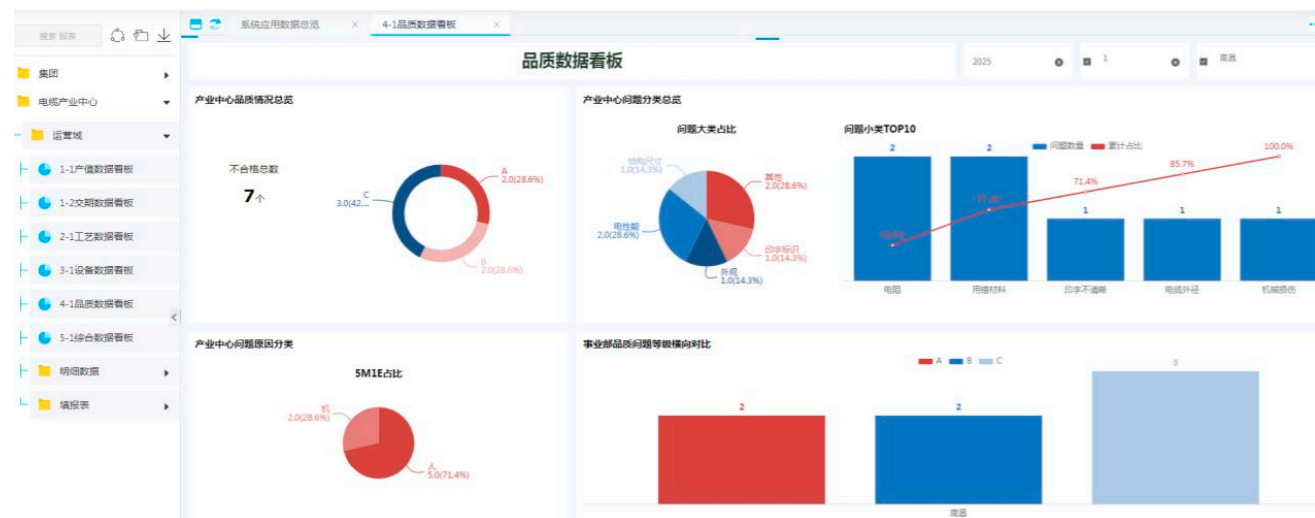 搜索 报表
系统应用数据总览 ×
4-1品质数据看板 ×
集团
电缆产业中心
运营域
1-1产值数据看板
1-2交期数据看板
2-1工艺数据看板
3-1设备数据看板
4-1品质数据看板
5-1综合数据看板
明细数据
填报表
品质数据看板
2025
1
南昌
产业中心品质情况总览
不合格总数
7个
A
2.0(28.6%)
B
2.0(28.6%)
C
3.0(42...
产业中心问题分类总览
问题大类占比
结构尺寸
1.0(14.3%)
其他
2.0(28.6%)
电性能
2.0(28.6%)
印字标识
1.0(14.3%)
外观
1.0(14.3%)
问题小类TOP10
问题数量 累计占比
2
2
1
1
1
71.4%
85.7%
100.0%
电阻
用错材料
印字不清晰
电缆外径
机械损伤
产业中心问题原因分类
5M1E占比
机
2.0(28.6%)
人
5.0(71.4%)
事业部品质问题等级横向对比
A B C
2
2
3
南昌